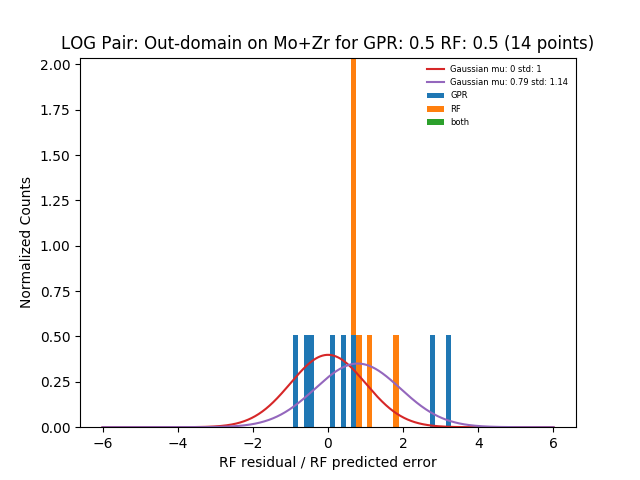 LOG Pair: Out-domain on Mo+Zr for GPR: 0.5 RF: 0.5 (14 points)
Gaussian mu: 0 std: 1
Gaussian mu: 0.79 std: 1.14
GPR
RF
both
Normalized Counts
2.00
1.75
1.50
1.25
1.00
0.75
0.50
0.25
0.00
−6 −4 −2 0 2 4 6
RF residual / RF predicted error